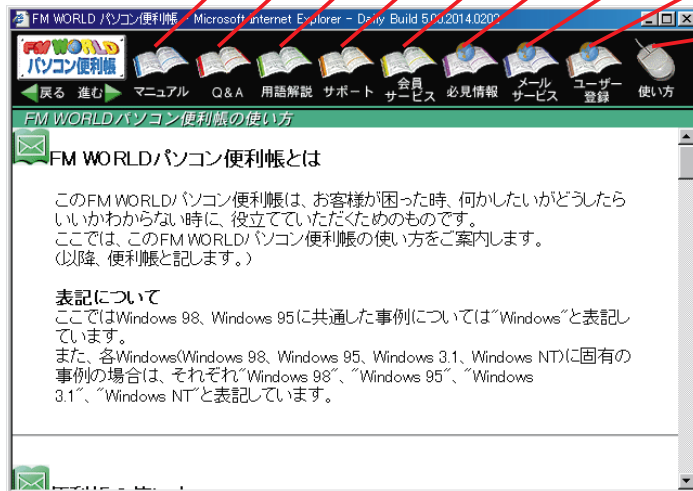 FM WORLD パソコン便利帳 - Microsoft Internet Explorer - Daily Build 5.00.2014.0202
FM WORLD
パソコン便利帳
戻る 進む マニュアル Q&A 用語解説 サポート 会員サービス 必見情報 メールサービス ユーザー登録 使い方
FM WORLDパソコン便利帳の使い方
FM WORLDパソコン便利帳とは
このFM WORLDパソコン便利帳は、お客様が困った時、何かしたいがどうしたら
いいかわからない時に、役立てていただくためのものです。
ここでは、このFM WORLDパソコン便利帳の使い方をご案内します。
(以降、便利帳と記します。)
表記について
ここではWindows 98、Windows 95に共通した事例については"Windows"と表記し
ています。
また、各Windows(Windows 98、Windows 95、Windows 3.1、Windows NT)に固有の
事例の場合は、それぞれ"Windows 98"、"Windows 95"、"Windows
3.1"、"Windows NT"と表記しています。